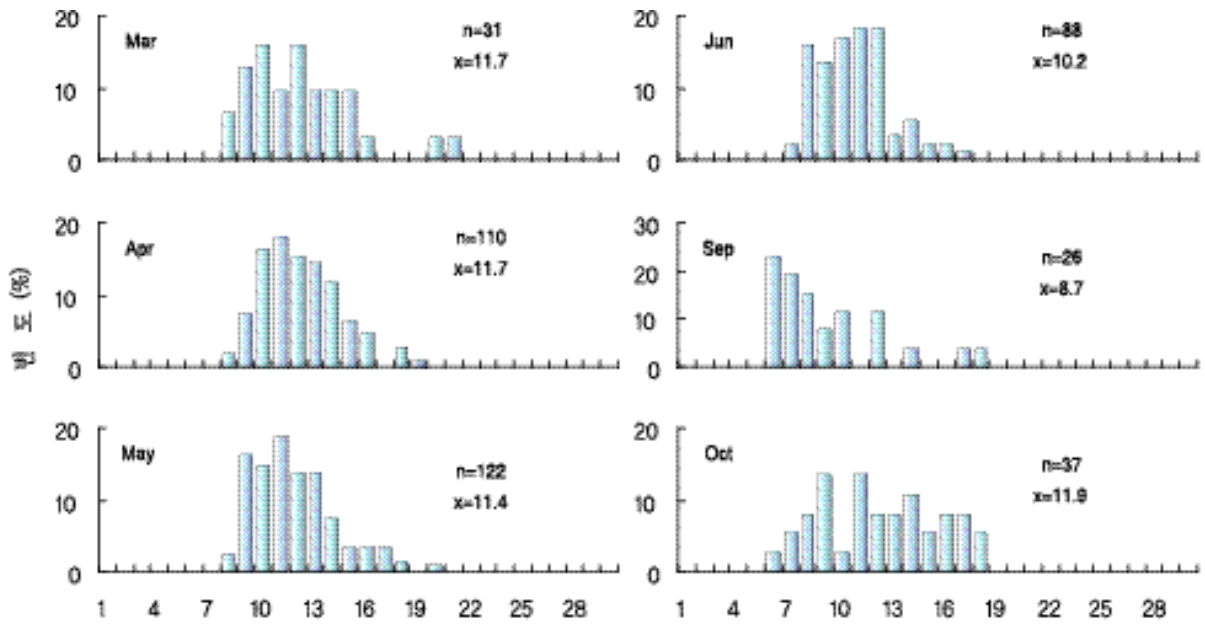 20
10
0
Mar
n=31
x=11.7
20
10
0
Jun
n=88
x=10.2
20
10
0
Apr
n=110
x=11.7
30
20
10
0
Sep
n=26
x=8.7
20
10
0
May
n=122
x=11.4
20
10
0
Oct
n=37
x=11.9
빈 도 (%)
1 4 7 10 13 16 19 22 25 28
1 4 7 10 13 16 19 22 25 28